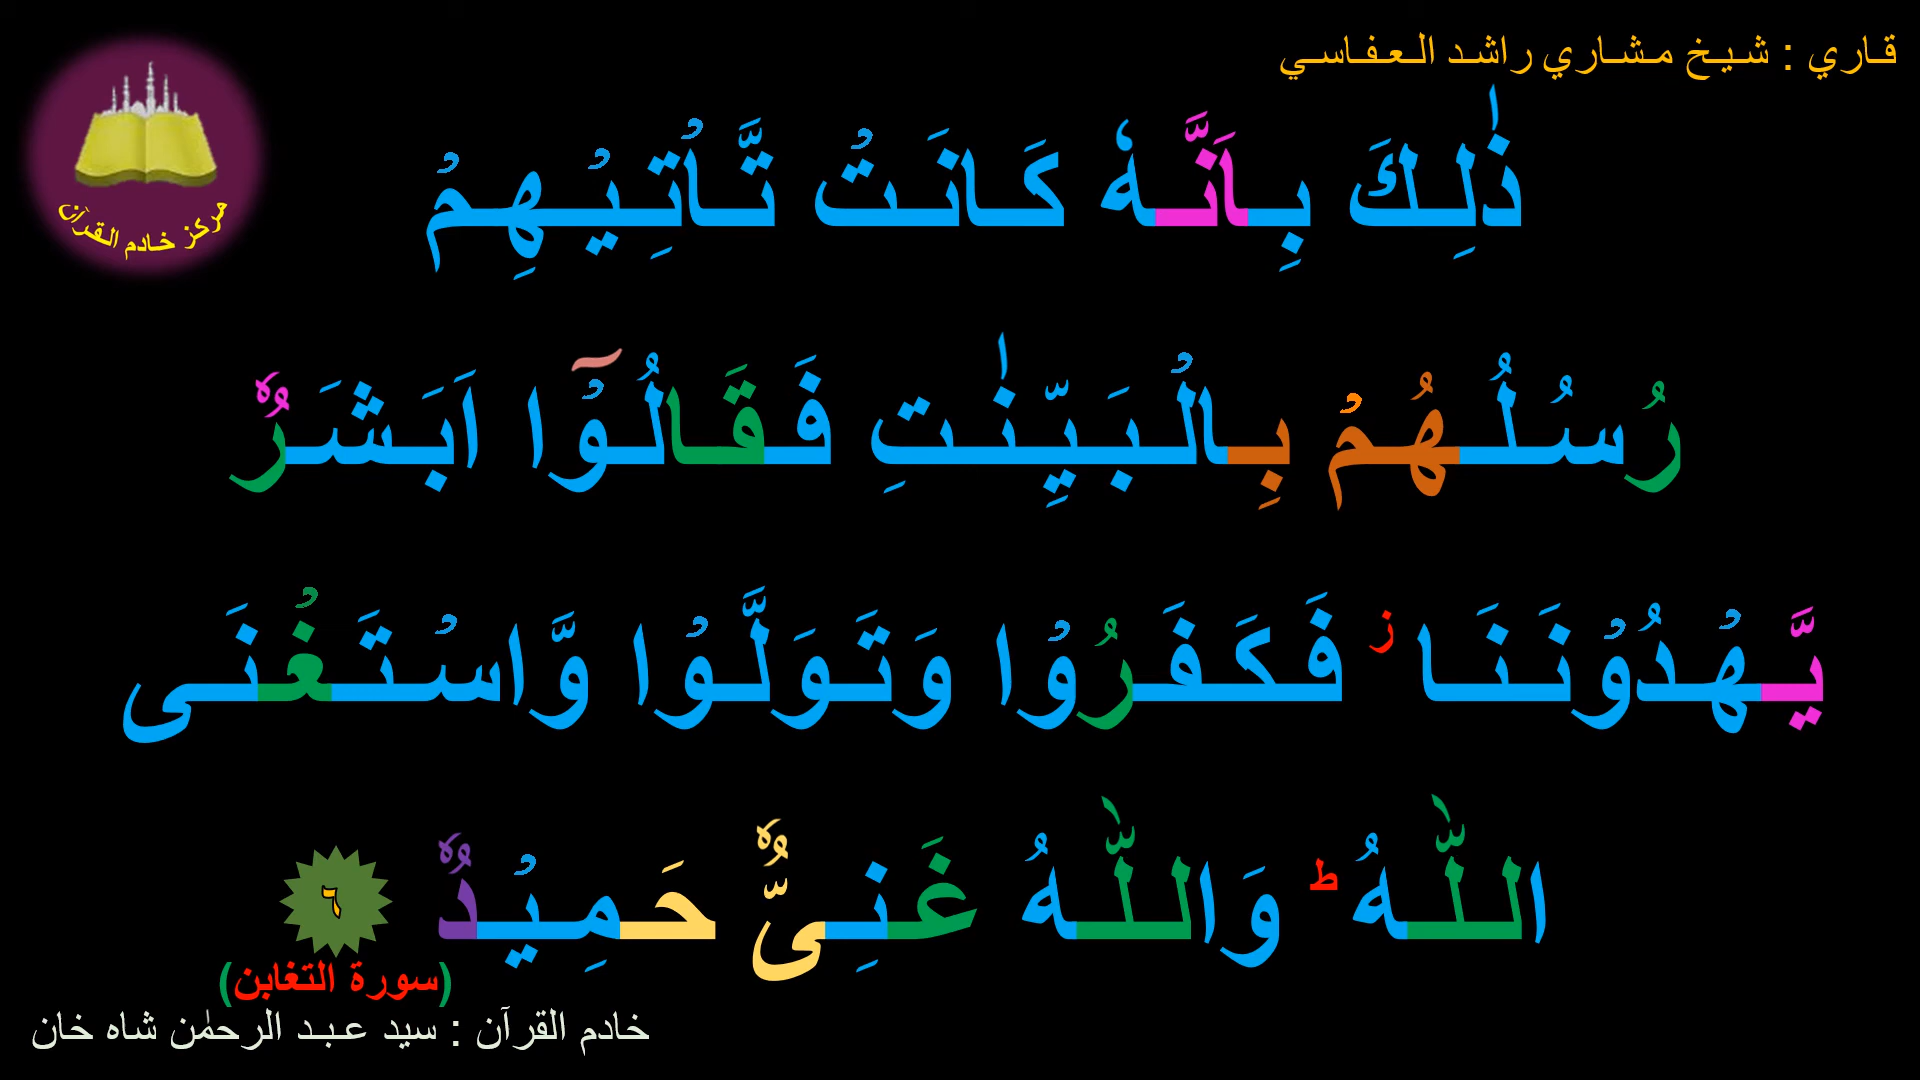 قاري : شيخ مشاري راشد العفاسي
مركز خادم القرآن
ذٰلِكَ بِاَنَّهٗ كَانَتْ تَّاْتِيْهِمْ
رُسُلُهُمْ بِالْبَيِّنٰتِ فَقَالُوْٓا اَبَشَرٌ
يَّهْدُوْنَنَا ز فَكَفَرُوْا وَتَوَلَّوْا وَّاسْتَغْنَى
اللّٰهُ ط وَاللّٰهُ غَنِىٌّ حَمِيْدٌ ٦
(سورة التغابن)
خادم القرآن : سيد عبد الرحمٰن شاه خان